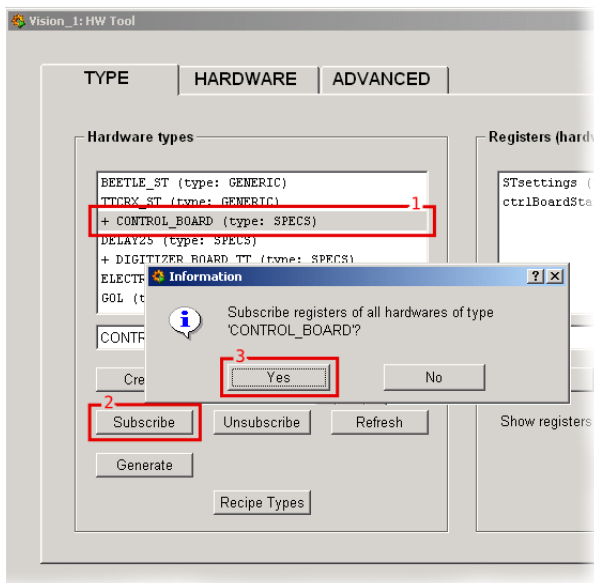 Vision_1: HW Tool
TYPE
HARDWARE
ADVANCED
Hardware types
BEETLE_ST (type: GENERIC)
TTCRX_ST (type: GENERIC)
1
+ CONTROL_BOARD (type: SPECS)
DELAY25 (type: SPECS)
+ DIGITIZER_BOARD_TT (type: SPECS)
ELECTR
GOL (t
CONTR
Cre
2
Subscribe
Unsubscribe
Refresh
Generate
Recipe Types
Registers (hardw
STsettings (
ctrlBoardSta
Show registers
Information
? x
Subscribe registers of all hardwares of type
'CONTROL_BOARD'?
3
Yes
No